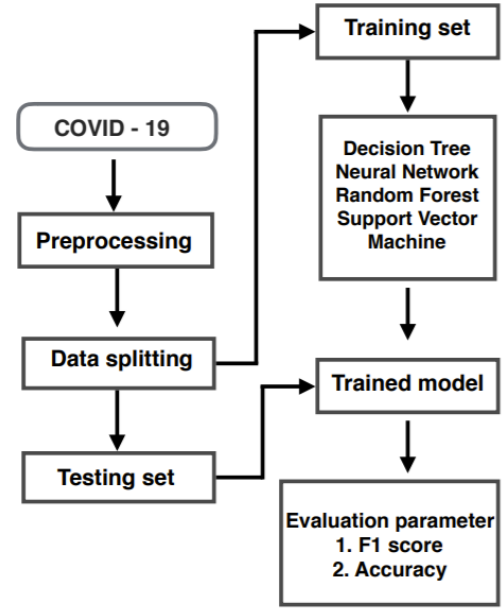 COVID - 19
Preprocessing
Data splitting
Testing set
Training set
Decision Tree
Neural Network
Random Forest
Support Vector
Machine
Trained model
Evaluation parameter
1. F1 score
2. Accuracy